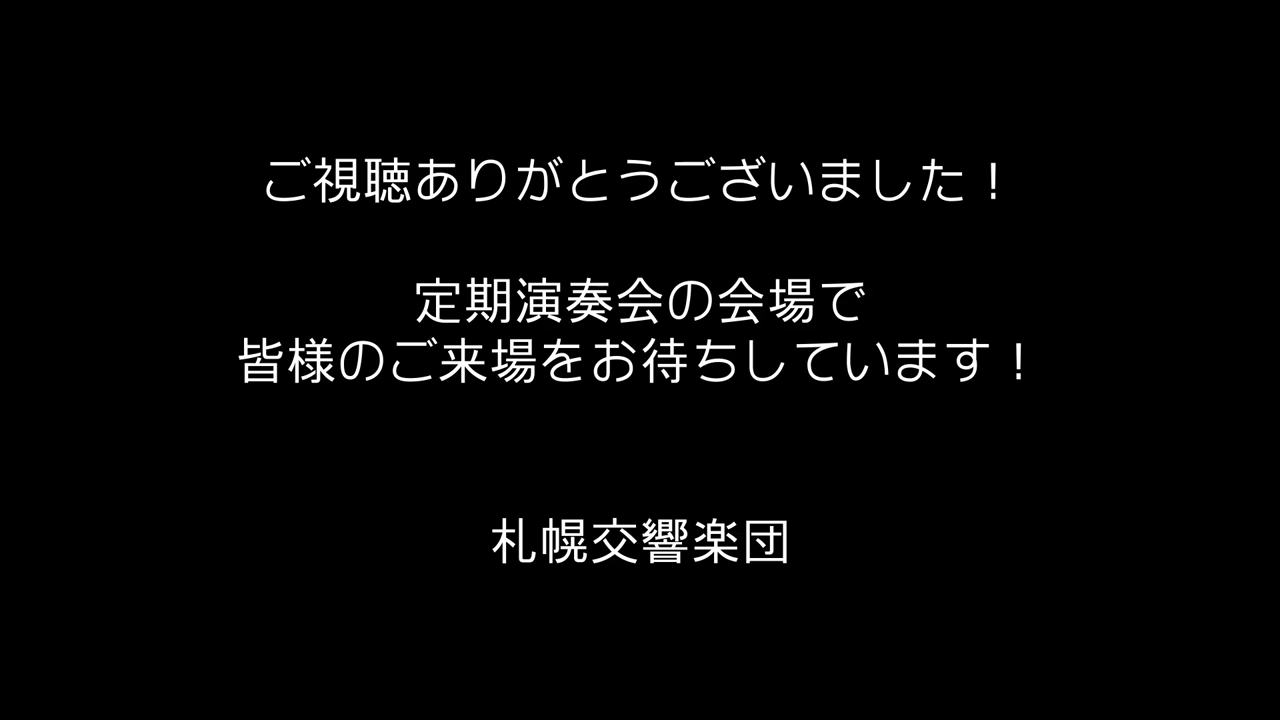 ご視聴ありがとうございました！
定期演奏会の会場で
皆様のご来場をお待ちしています！
札幌交響楽団